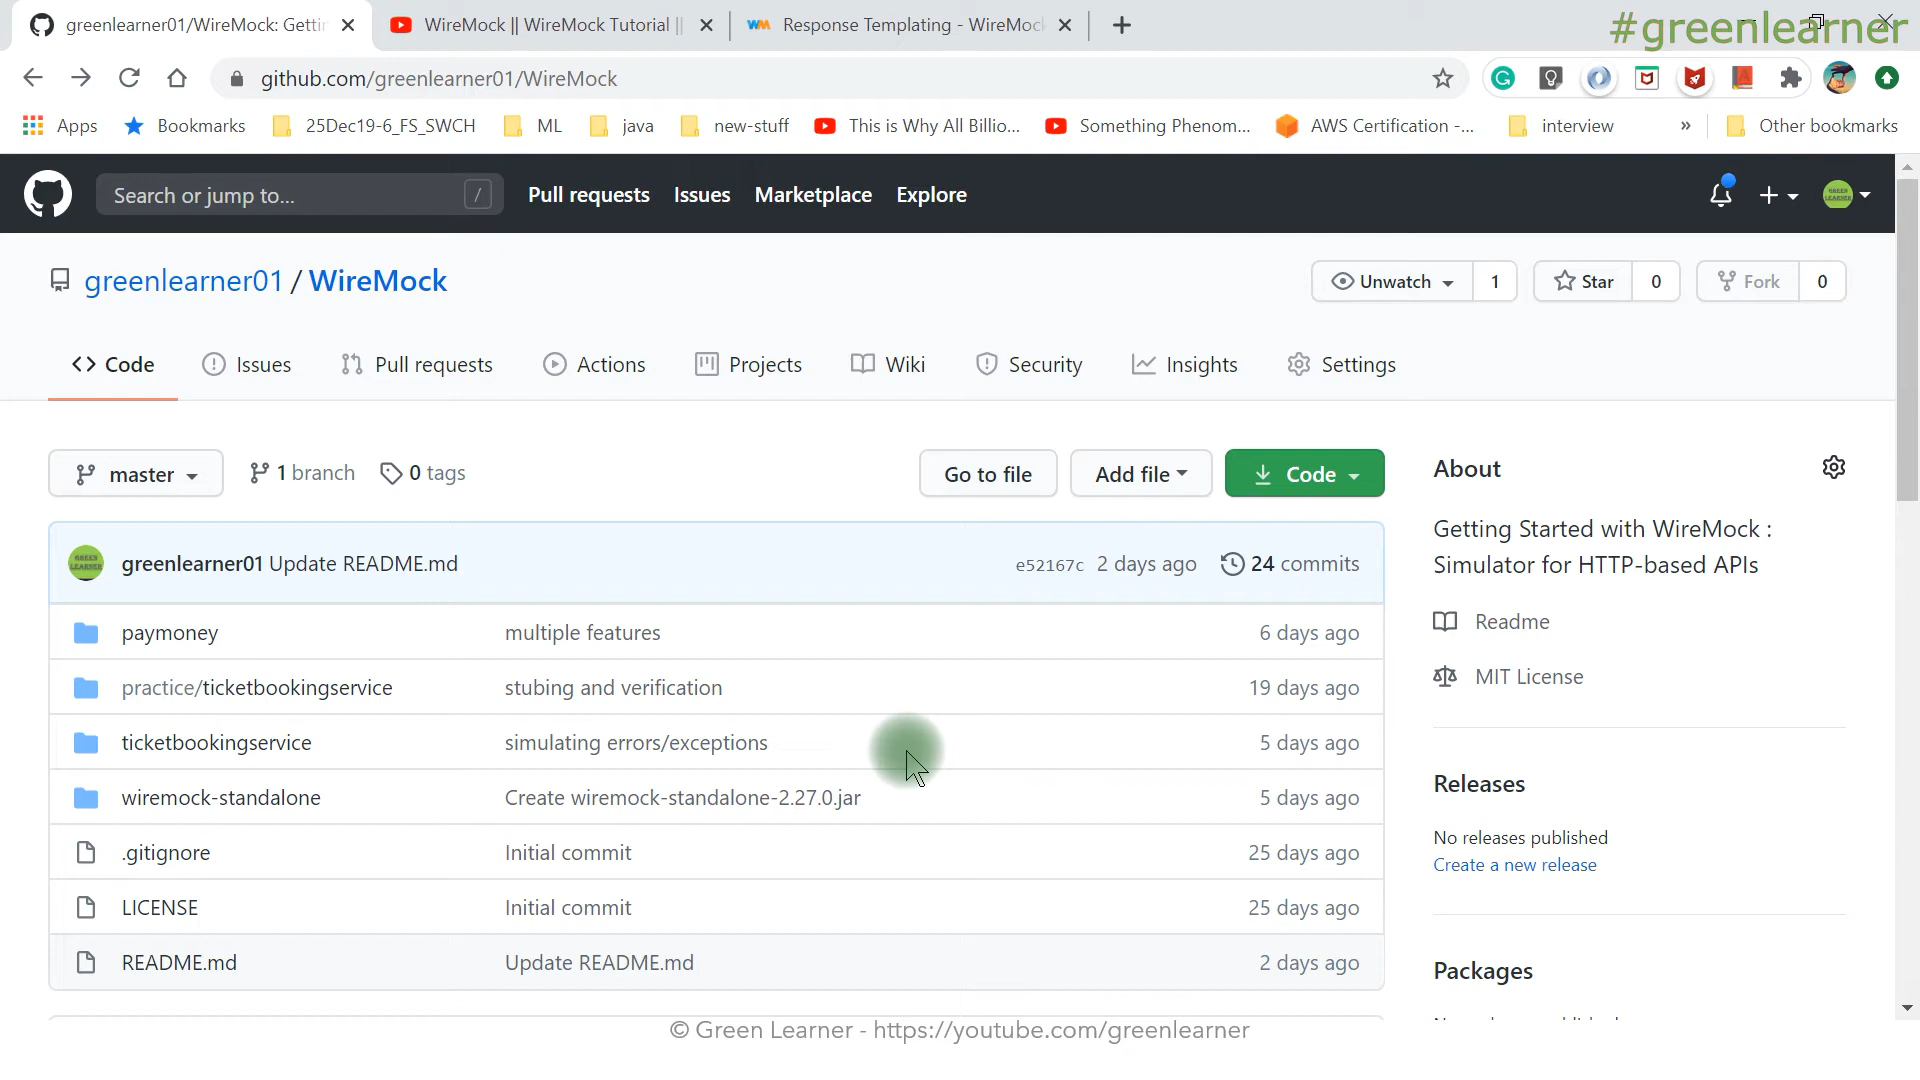 greenlearner01/WireMock: Gettin
WireMock || WireMock Tutorial ||
WM Response Templating - WireMock
#greenlearner
github.com/greenlearner01/WireMock
Apps Bookmarks 25Dec19-6_FS_SWCH ML java new-stuff This is Why All Billio... Something Phenom... AWS Certification -... interview » Other bookmarks
Search or jump to... / Pull requests Issues Marketplace Explore
greenlearner01 / WireMock
Unwatch 1 Star 0 Fork 0
Code Issues Pull requests Actions Projects Wiki Security Insights Settings
master 1 branch 0 tags Go to file Add file Code
About
Getting Started with WireMock :
Simulator for HTTP-based APIs
greenlearner01 Update README.md e52167c 2 days ago 24 commits
paymoney multiple features 6 days ago
Readme
practice/ticketbookingservice stubing and verification 19 days ago
MIT License
ticketbookingservice simulating errors/exceptions 5 days ago
Releases
wiremock-standalone Create wiremock-standalone-2.27.0.jar 5 days ago
No releases published
.gitignore Initial commit 25 days ago
Create a new release
LICENSE Initial commit 25 days ago
README.md Update README.md 2 days ago
Packages
© Green Learner - https://youtube.com/greenlearner